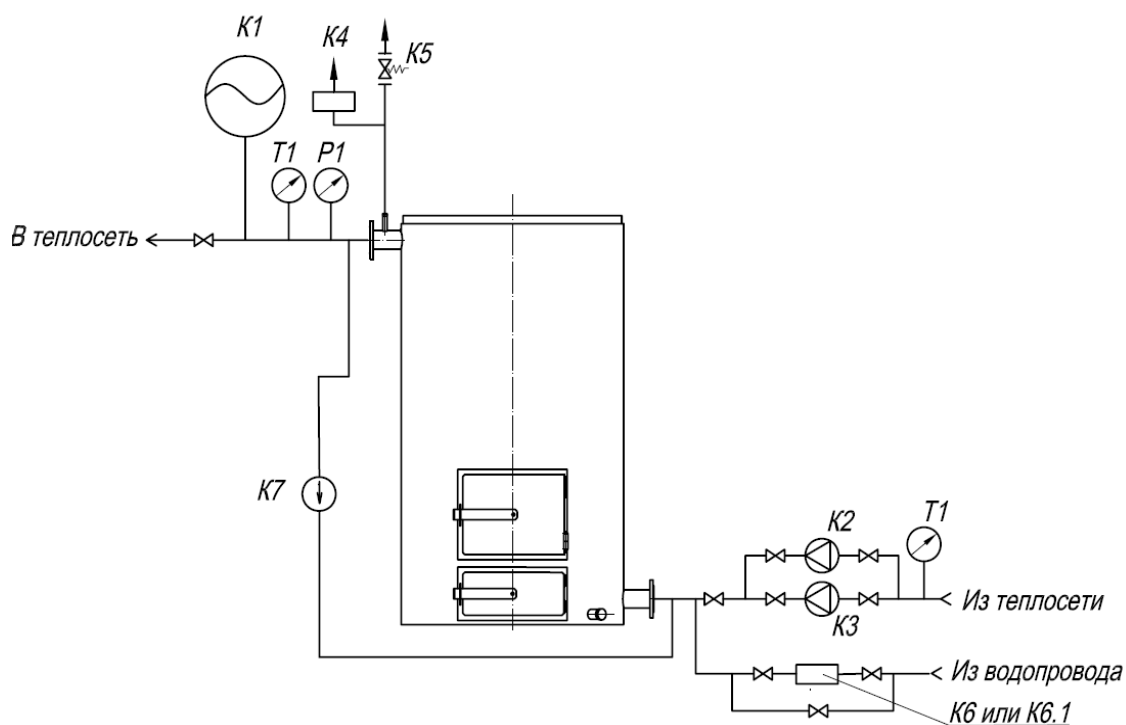 К1
К4
К5
Т1
Р1
В теплосеть
К7
К2
Т1
К3
Из теплосети
Из водопровода
К6 или К6.1